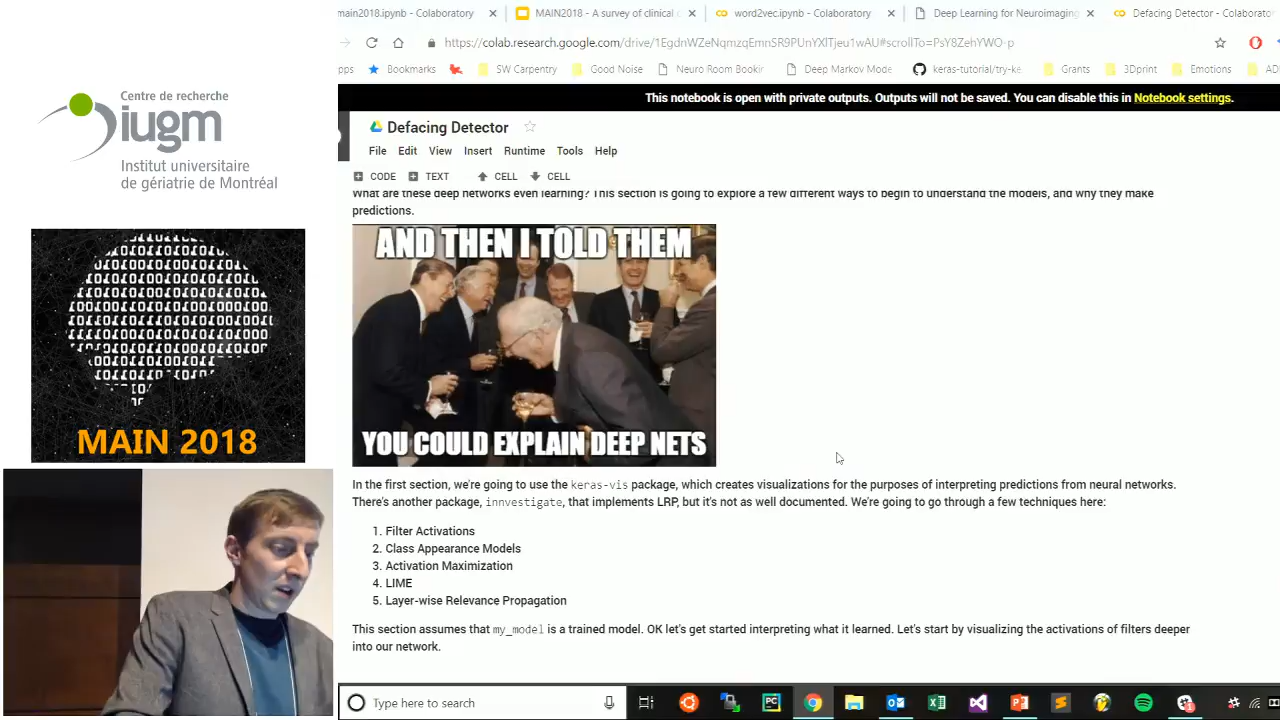 Centre de recherche
iugm
Institut universitaire
de gériatrie de Montréal
MAIN 2018
main2018.ipynb - Colaboratory
MAIN2018 - A survey of clinical
word2vec.ipynb - Colaboratory
Deep Learning for Neuroimaging
Defacing Detector - Colaborato
https://colab.research.google.com/drive/1EgdnWZeNqmzqEmnSR9PUnYXlTjeu1wAU#scrollTo=PsY8ZehYWO-p
pps
Bookmarks
SW Carpentry
Good Noise
Neuro Room Bookir
Deep Markov Mode
keras-tutorial/try-ke
Grants
3Dprint
Emotions
This notebook is open with private outputs. Outputs will not be saved. You can disable this in Notebook settings.
Defacing Detector
File Edit View Insert Runtime Tools Help
CODE TEXT CELL CELL
What are these deep networks even learning? This section is going to explore a few different ways to begin to understand the models, and why they make
predictions.
AND THEN I TOLD THEM
YOU COULD EXPLAIN DEEP NETS
In the first section, we're going to use the keras-vis package, which creates visualizations for the purposes of interpreting predictions from neural networks.
There's another package, innvestigate, that implements LRP, but it's not as well documented. We're going to go through a few techniques here:
1. Filter Activations
2. Class Appearance Models
3. Activation Maximization
4. LIME
5. Layer-wise Relevance Propagation
This section assumes that my_model is a trained model. OK let's get started interpreting what it learned. Let's start by visualizing the activations of filters deeper
into our network.
Type here to search